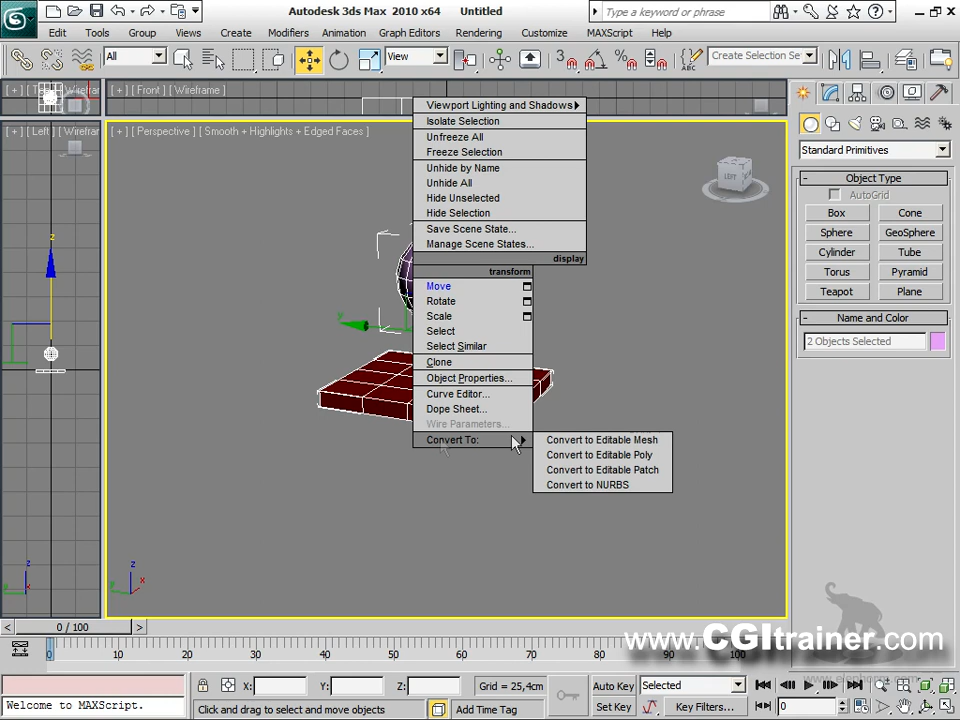 Autodesk 3ds Max 2010 x64 Untitled
Type a keyword or phrase
Edit Tools Group Views Create Modifiers Animation Graph Editors Rendering Customize MAXScript Help
All View 3 Create Selection Se
[ + ] [ Front ] [ Wireframe ]
[ + ] [ Left ] [ Wirefran
[ + ] [ Perspective ] [ Smooth + Highlights + Edged Faces ]
Viewport Lighting and Shadows
Isolate Selection
Unfreeze All
Freeze Selection
Unhide by Name
Unhide All
Hide Unselected
Hide Selection
Save Scene State...
Manage Scene States...
display
transform
Move
Rotate
Scale
Select
Select Similar
Clone
Object Properties...
Curve Editor...
Dope Sheet...
Wire Parameters...
Convert To:
Convert to Editable Mesh
Convert to Editable Poly
Convert to Editable Patch
Convert to NURBS
LEFT
z
y
z
y
x
z
x
y
Standard Primitives
- Object Type
AutoGrid
Box Cone
Sphere GeoSphere
Cylinder Tube
Torus Pyramid
Teapot Plane
- Name and Color
2 Objects Selected
< 0 / 100 >
0 10 20 30 40 50 60 70 80 90 100
www.CGItrainer.com
X: Y: Z: Grid = 25,4cm
Auto Key Selected
Set Key Key Filters...
0
Welcome to MAXScript.
Click and drag to select and move objects
Add Time Tag